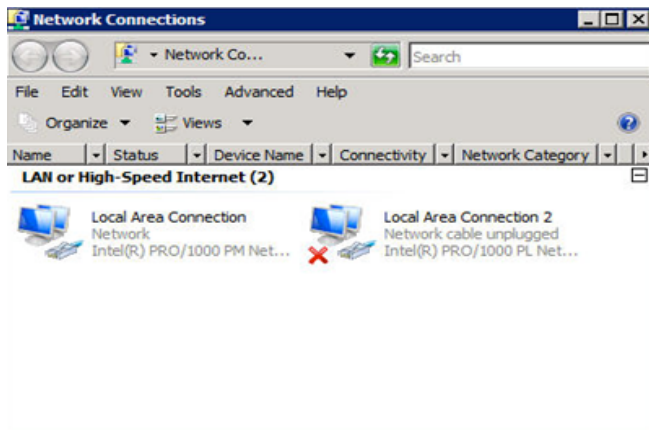 Network Connections
Network Co...
Search
File Edit View Tools Advanced Help
Organize Views
Name Status Device Name Connectivity Network Category
LAN or High-Speed Internet (2)
Local Area Connection
Network
Intel(R) PRO/1000 PM Net...
Local Area Connection 2
Network cable unplugged
Intel(R) PRO/1000 PL Net...